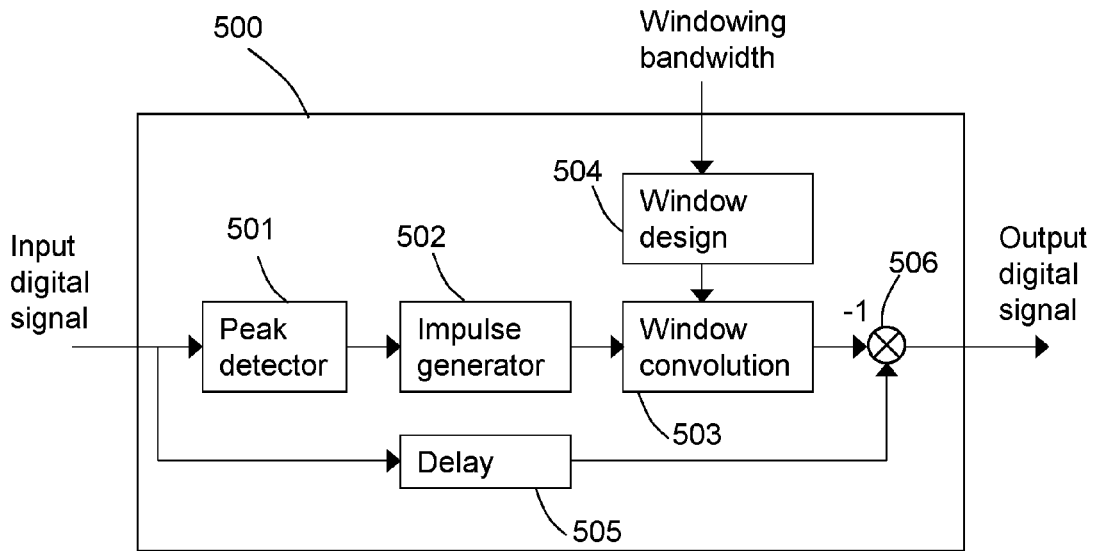 500
Windowing
bandwidth
504
Window
design
Input
digital
signal
501
Peak
detector
502
Impulse
generator
Window
convolution
503
-1
506
Output
digital
signal
Delay
505